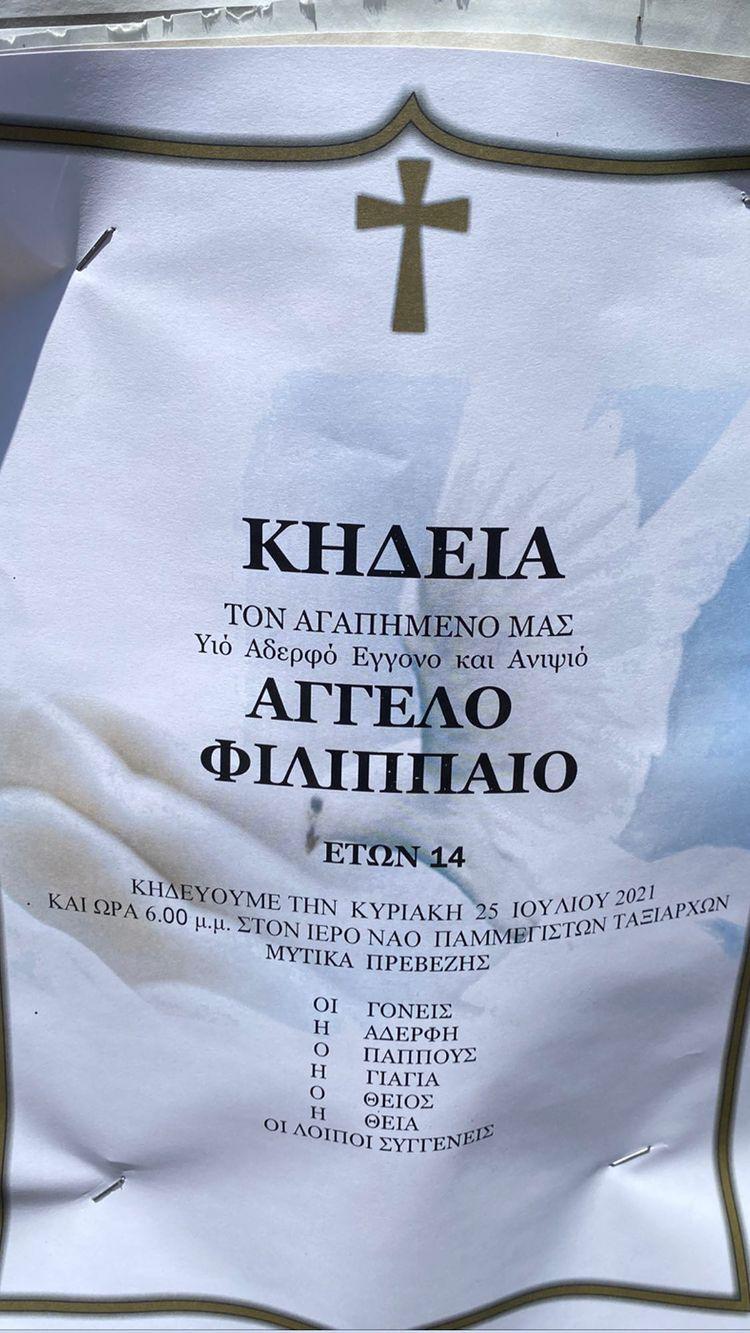 ΚΗΔΕΙΑ
ΤΟΝ ΑΓΑΠΗΜΕΝΟ ΜΑΣ
Υιό Αδερφό Εγγονο και Ανιψιό
ΑΓΓΕΛΟ
ΦΙΛΙΠΠΑΙΟ
ΕΤΩΝ 14
ΚΗΔΕΥΟΥΜΕ ΤΗΝ ΚΥΡΙΑΚΗ 25 ΙΟΥΛΙΟΥ 2021
ΚΑΙ ΩΡΑ 6.00 μ.μ. ΣΤΟΝ ΙΕΡΟ ΝΑΟ ΠΑΜΜΕΓΙΣΤΩΝ ΤΑΞΙΑΡΧΩΝ
ΜΥΤΙΚΑ ΠΡΕΒΕΖΗΣ
ΟΙ ΓΟΝΕΙΣ
Η ΑΔΕΡΦΗ
Ο ΠΑΠΠΟΥΣ
Η ΓΙΑΓΙΑ
Ο ΘΕΙΟΣ
Η ΘΕΙΑ
ΟΙ ΛΟΙΠΟΙ ΣΥΓΓΕΝΕΙΣ